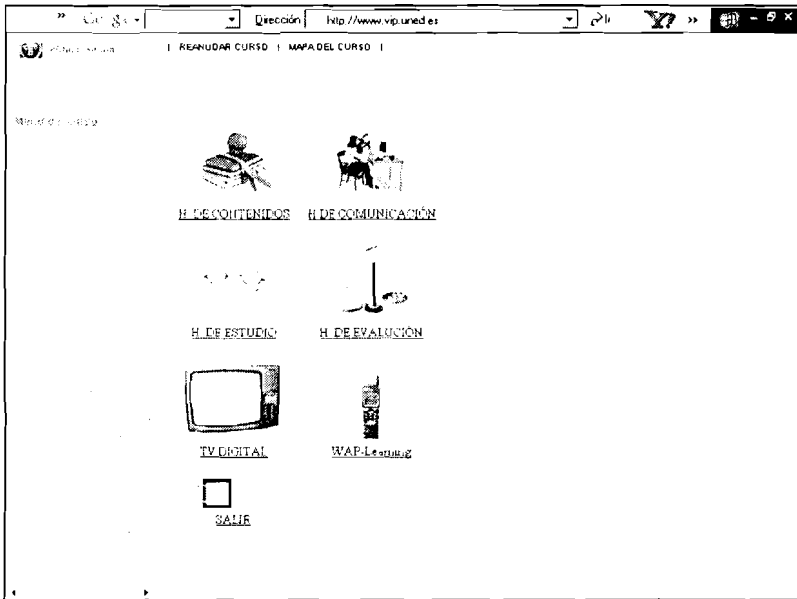 » Dirección http://www.vip.uned.es Ir »
| REANUDAR CURSO | MAPA DEL CURSO |
H. DE CONTENIDOS H. DE COMUNICACIÓN
H. DE ESTUDIO H. DE EVALUCIÓN
TV DIGITAL WAP-Learning
SALIR